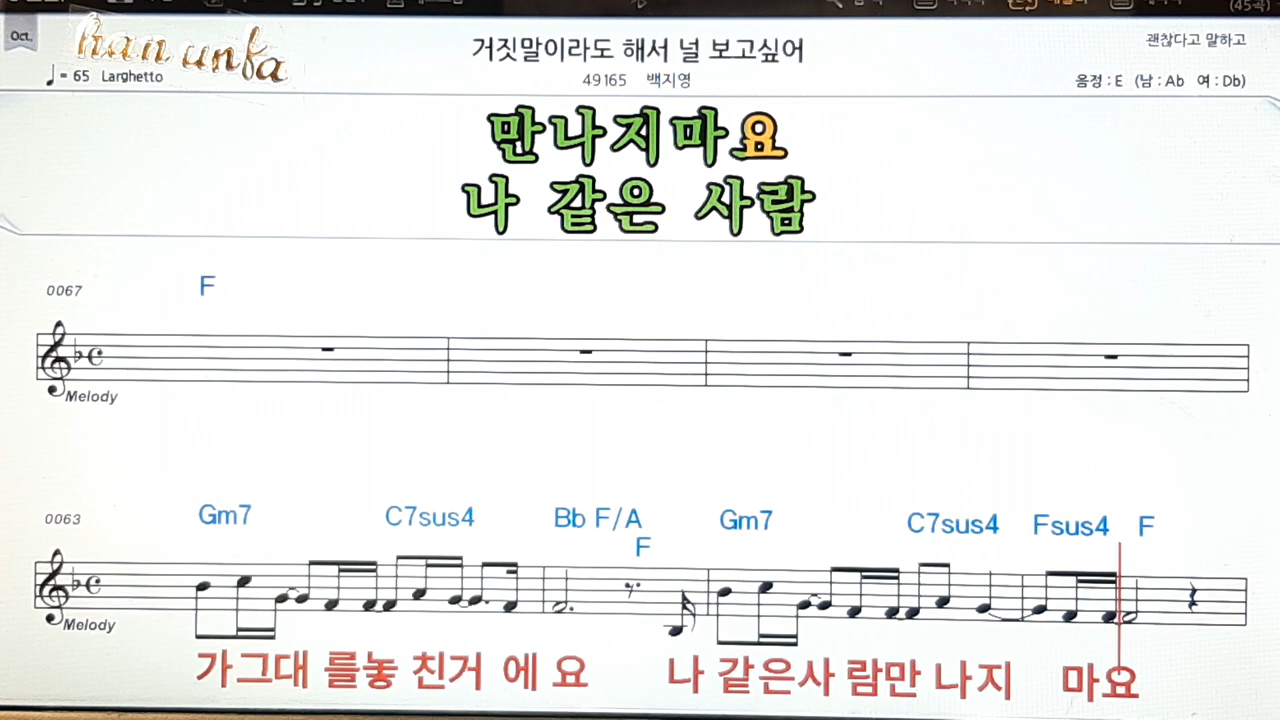 (45곡)
Oct.
han unfa
♩= 65 Larghetto
거짓말이라도 해서 널 보고싶어
49165 백지영
괜찮다고 말하고
음정 : E (남 : Ab 여 : Db)
만나지마요
나 같은 사람
0067
F
Melody
0063
Gm7 C7sus4 Bb F/A Gm7 C7sus4 Fsus4 F
F
Melody
가그대 를놓 친거 에 요 나 같은사 람만 나지 마요